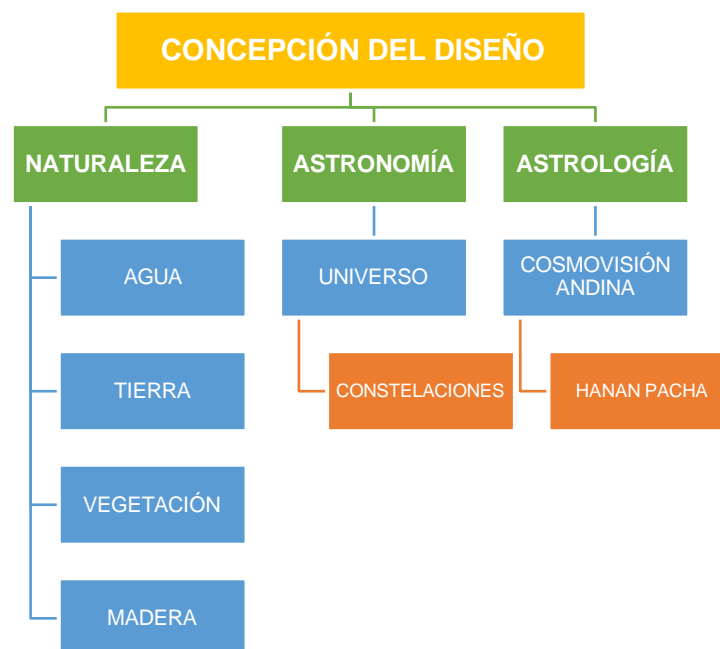 CONCEPCIÓN DEL DISEÑO
NATURALEZA
ASTRONOMÍA
ASTROLOGÍA
AGUA
UNIVERSO
COSMOVISIÓN
ANDINA
TIERRA
CONSTELACIONES
HANAN PACHA
VEGETACIÓN
MADERA